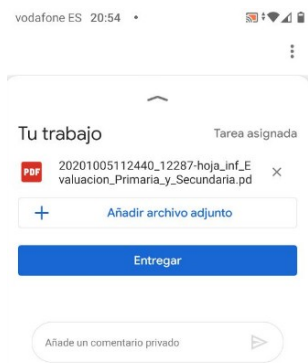 vodafone ES 20:54 •
Tu trabajo
Tarea asignada
PDF
20201005112440_12287-hoja_inf_E
valuacion_Primaria_y_Secundaria.pd
Añadir archivo adjunto
Entregar
Añade un comentario privado